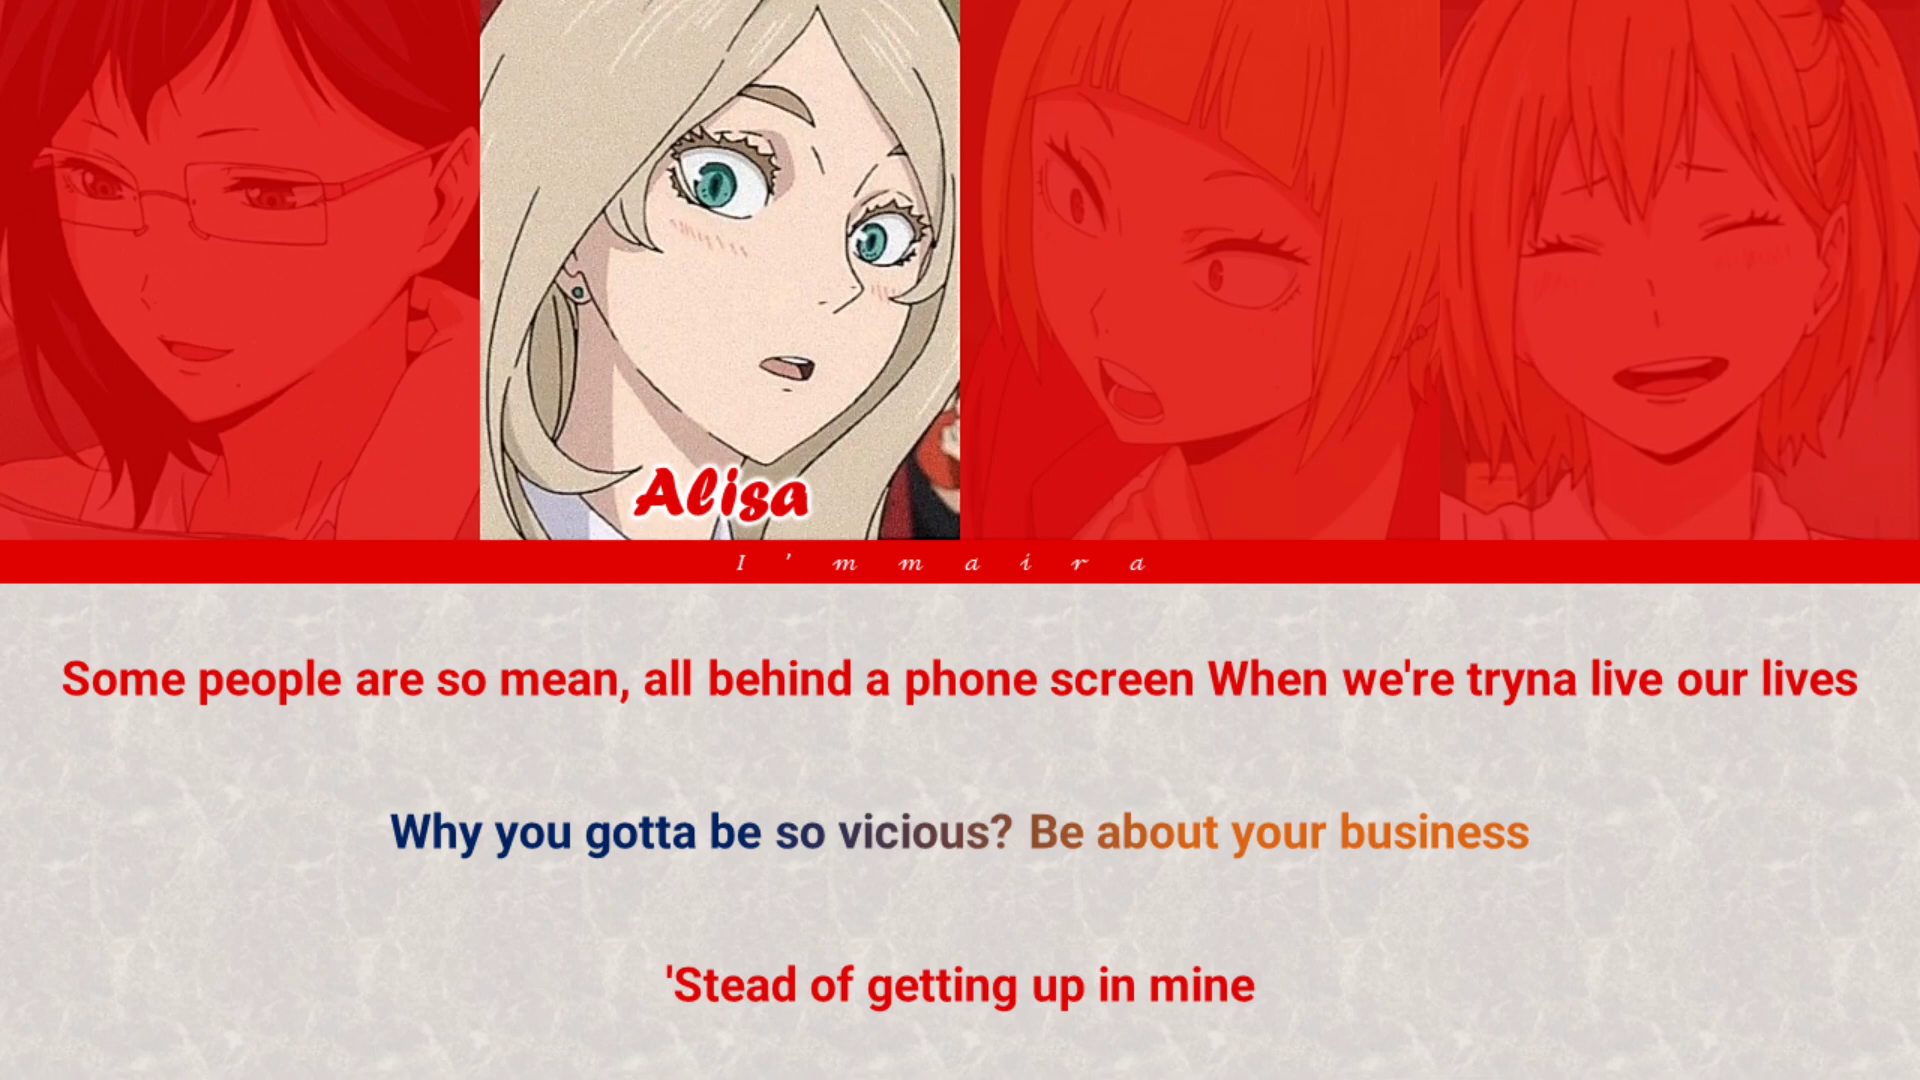 Alisa
I'mmaira
Some people are so mean, all behind a phone screen When we're tryna live our lives
Why you gotta be so vicious? Be about your business
'Stead of getting up in mine